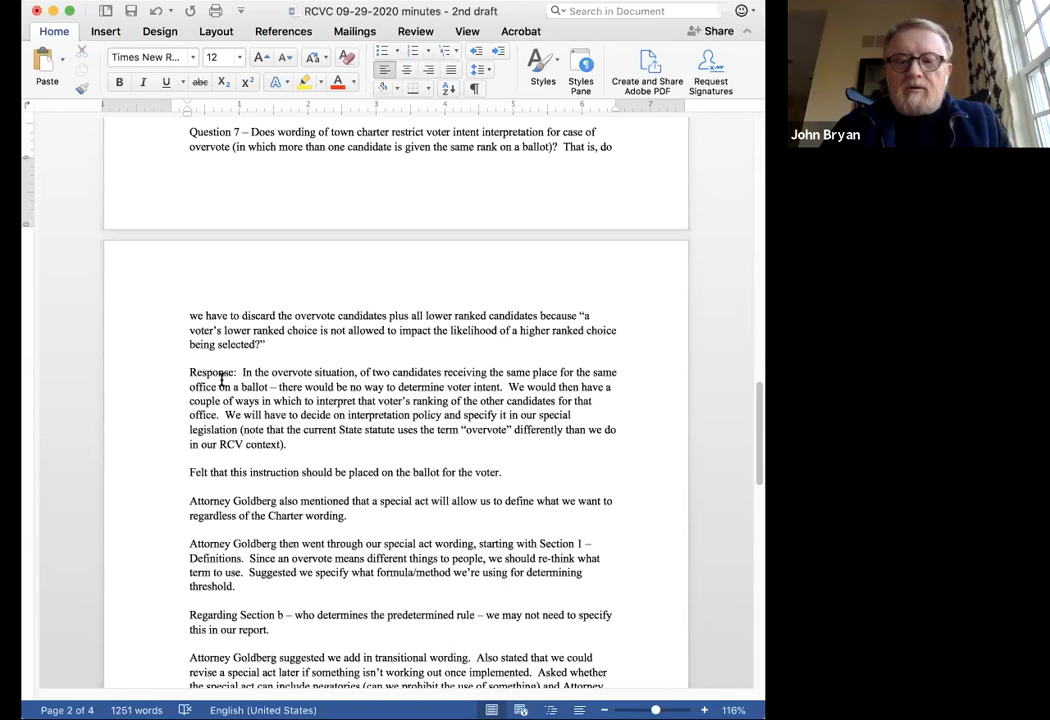 RCVC 09-29-2020 minutes - 2nd draft
Search in Document
Home Insert Design Layout References Mailings Review View Acrobat Share
Paste
Times New R... 12
Styles
Styles Pane
Create and Share Adobe PDF
Request Signatures
Question 7 – Does wording of town charter restrict voter intent interpretation for case of
overvote (in which more than one candidate is given the same rank on a ballot)? That is, do
we have to discard the overvote candidates plus all lower ranked candidates because “a
voter’s lower ranked choice is not allowed to impact the likelihood of a higher ranked choice
being selected?”
Response: In the overvote situation, of two candidates receiving the same place for the same
office on a ballot – there would be no way to determine voter intent. We would then have a
couple of ways in which to interpret that voter’s ranking of the other candidates for that
office. We will have to decide on interpretation policy and specify it in our special
legislation (note that the current State statute uses the term “overvote” differently than we do
in our RCV context).
Felt that this instruction should be placed on the ballot for the voter.
Attorney Goldberg also mentioned that a special act will allow us to define what we want to
regardless of the Charter wording.
Attorney Goldberg then went through our special act wording, starting with Section 1 –
Definitions. Since an overvote means different things to people, we should re-think what
term to use. Suggested we specify what formula/method we’re using for determining
threshold.
Regarding Section b – who determines the predetermined rule – we may not need to specify
this in our report.
Attorney Goldberg suggested we add in transitional wording. Also stated that we could
revise a special act later if something isn’t working out once implemented. Asked whether
the special act can include negatories (can we prohibit the use of something) and Attorney
Page 2 of 4 1251 words English (United States) 116%
John Bryan